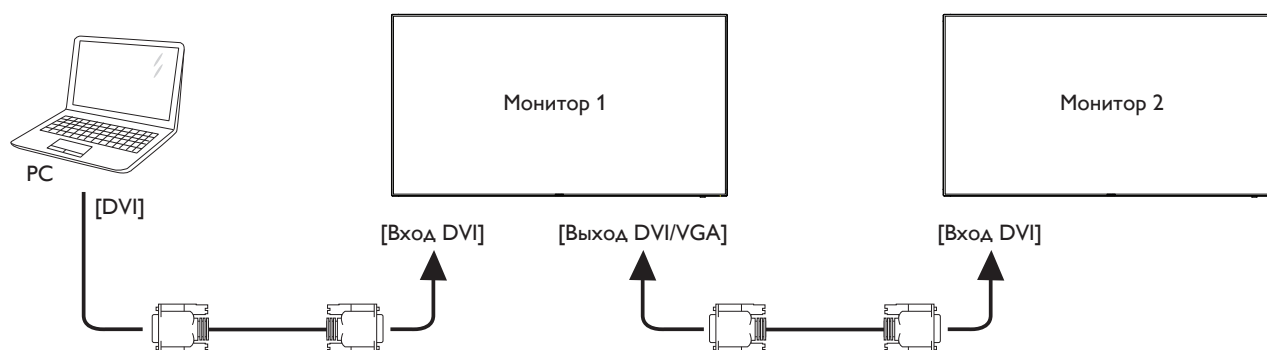 Монитор 1
Монитор 2
PC
[DVI]
[Вход DVI]
[Выход DVI/VGA]
[Вход DVI]